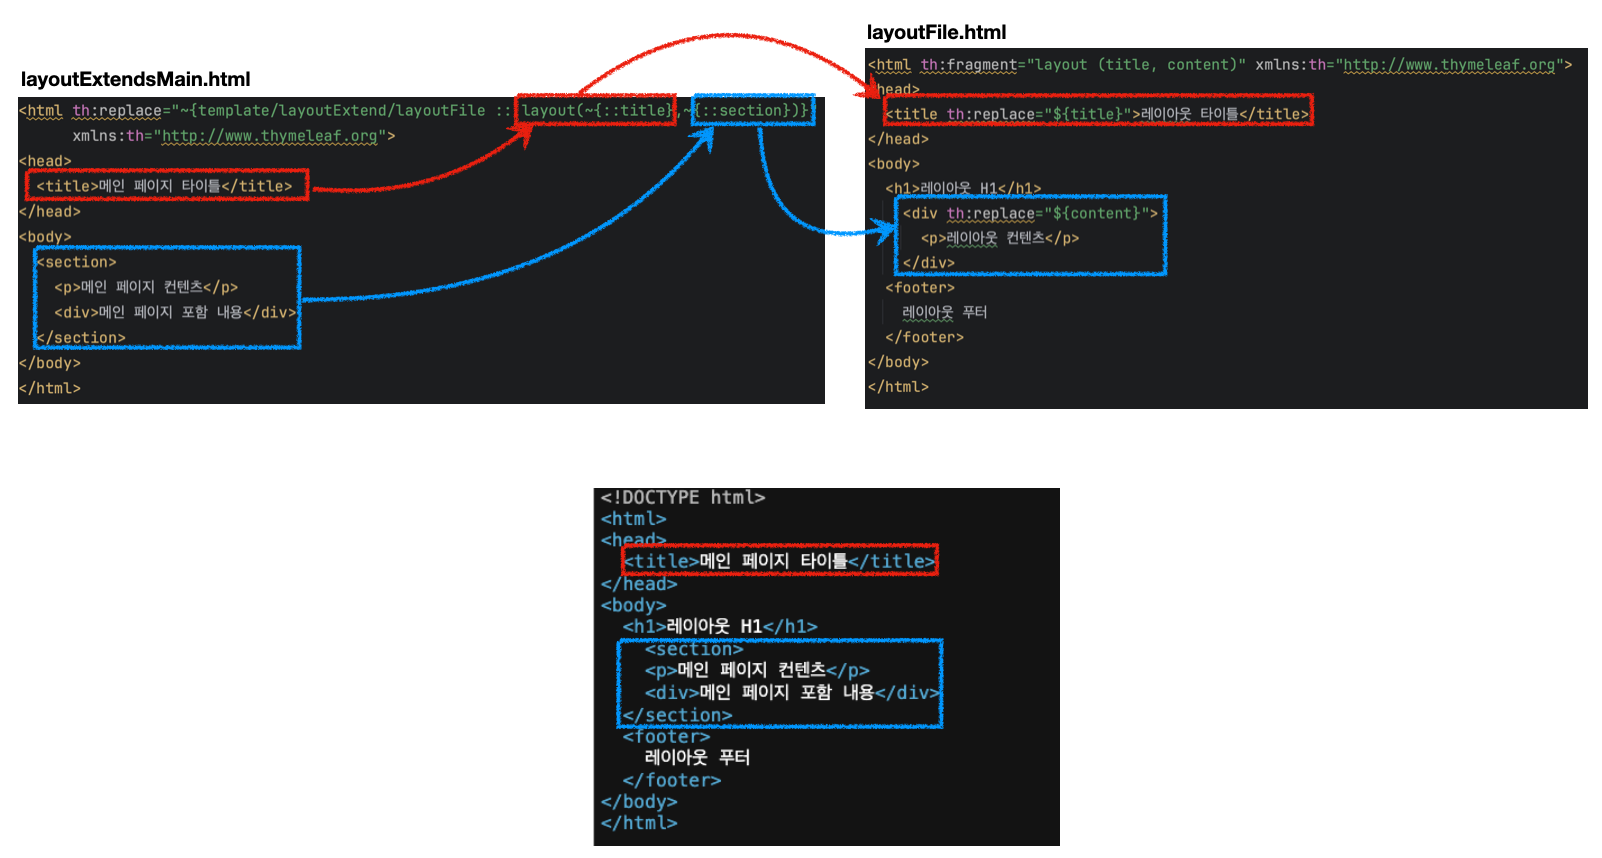 layoutExtendsMain.html
<html th:replace="~{template/layoutExtend/layoutFile :: layout(~{::title},~{::section})}"
xmlns:th="http://www.thymeleaf.org">
<head>
<title>메인 페이지 타이틀</title>
</head>
<body>
<section>
<p>메인 페이지 컨텐츠</p>
<div>메인 페이지 포함 내용</div>
</section>
</body>
</html>
layoutFile.html
<html th:fragment="layout (title, content)" xmlns:th="http://www.thymeleaf.org">
<head>
<title th:replace="${title}">레이아웃 타이틀</title>
</head>
<body>
<h1>레이아웃 H1</h1>
<div th:replace="${content}">
<p>레이아웃 컨텐츠</p>
</div>
<footer>
레이아웃 푸터
</footer>
</body>
</html>
<!DOCTYPE html>
<html>
<head>
<title>메인 페이지 타이틀</title>
</head>
<body>
<h1>레이아웃 H1</h1>
<section>
<p>메인 페이지 컨텐츠</p>
<div>메인 페이지 포함 내용</div>
</section>
<footer>
레이아웃 푸터
</footer>
</body>
</html>